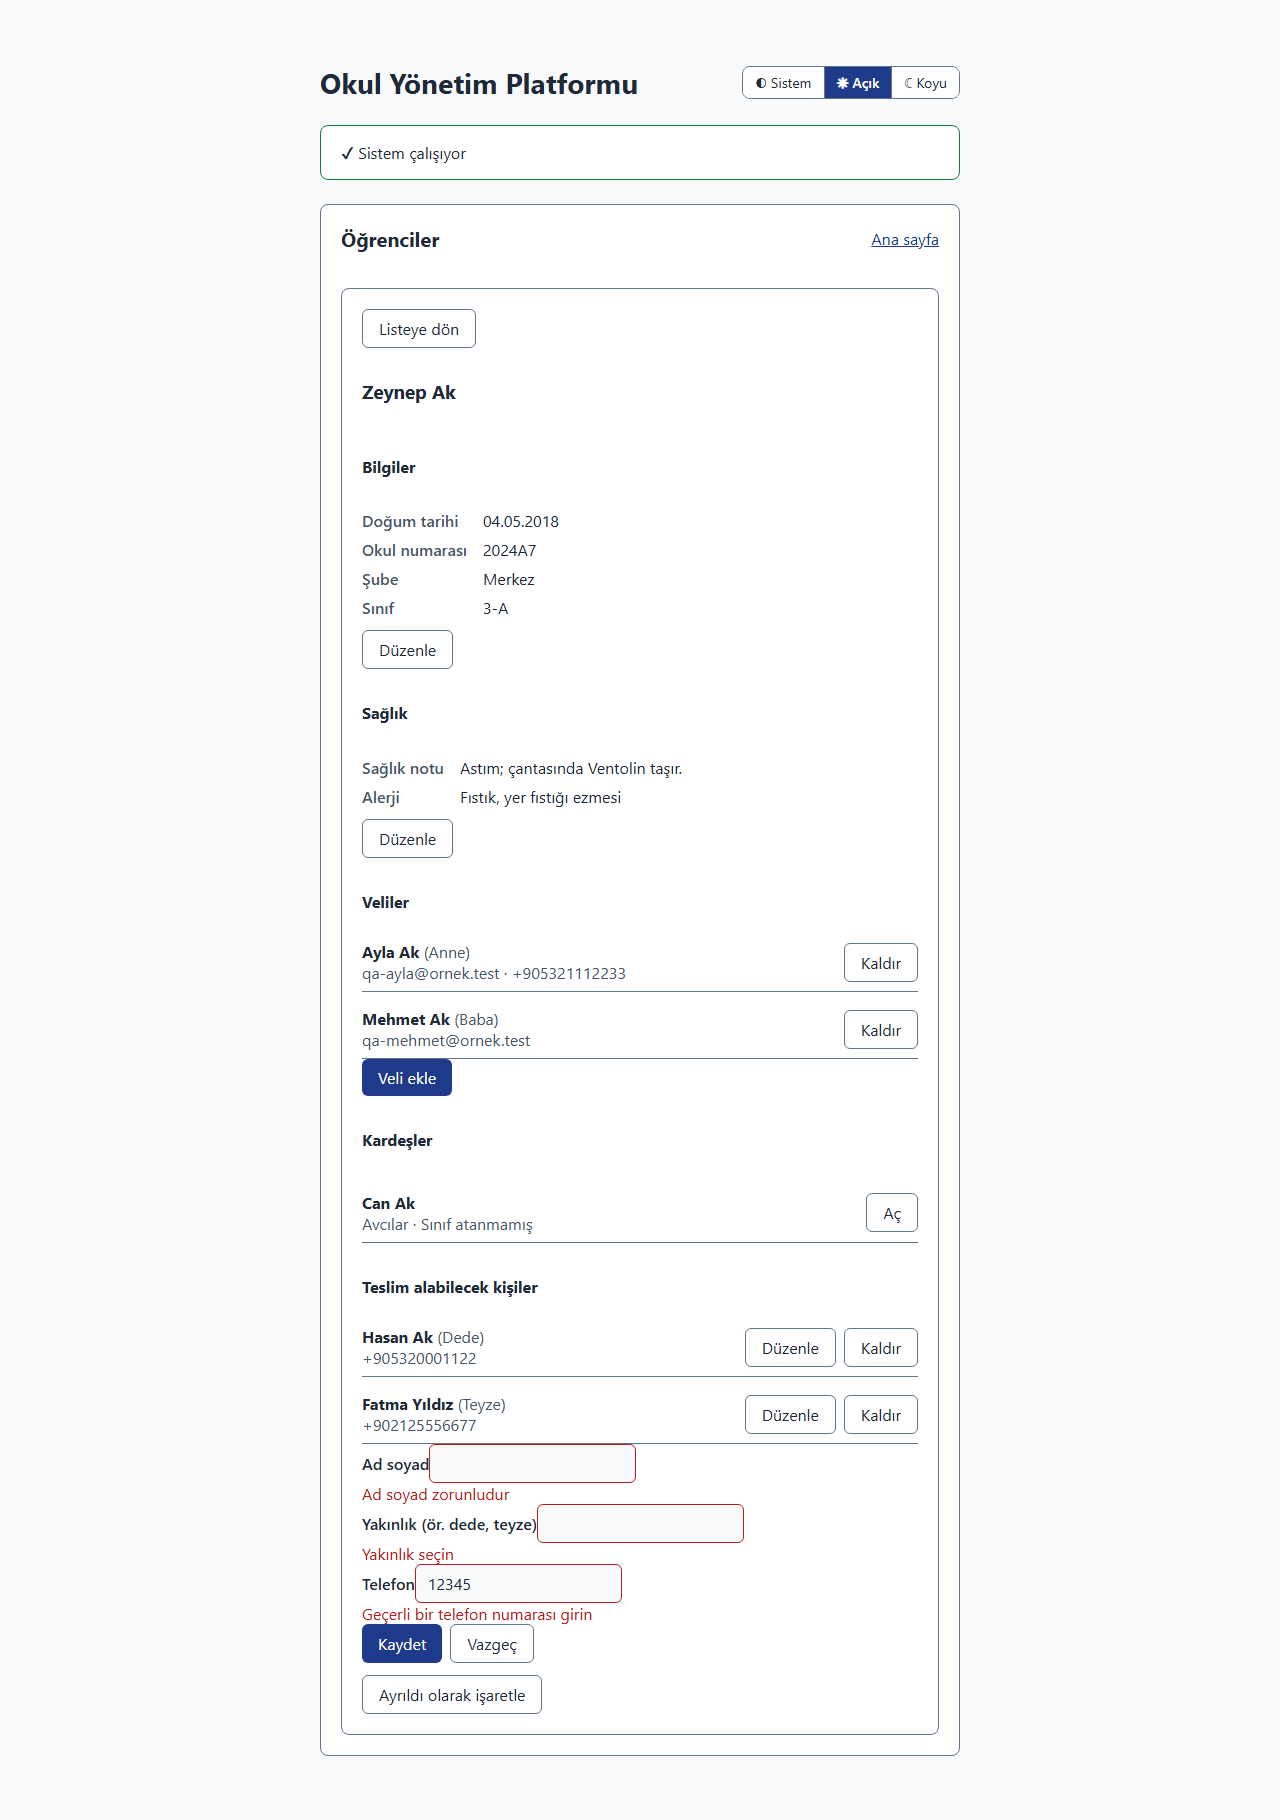 Okul Yönetim Platformu
◐ Sistem
❋ Açık
☾ Koyu
✓ Sistem çalışıyor
Öğrenciler
Ana sayfa
Listeye dön
Zeynep Ak
Bilgiler
Doğum tarihi 04.05.2018
Okul numarası 2024A7
Şube Merkez
Sınıf 3-A
Düzenle
Sağlık
Sağlık notu Astım; çantasında Ventolin taşır.
Alerji Fıstık, yer fıstığı ezmesi
Düzenle
Veliler
Ayla Ak (Anne)
qa-ayla@ornek.test · +905321112233
Kaldır
Mehmet Ak (Baba)
qa-mehmet@ornek.test
Kaldır
Veli ekle
Kardeşler
Can Ak
Avcılar · Sınıf atanmamış
Aç
Teslim alabilecek kişiler
Hasan Ak (Dede)
+905320001122
Düzenle
Kaldır
Fatma Yıldız (Teyze)
+902125556677
Düzenle
Kaldır
Ad soyad
Ad soyad zorunludur
Yakınlık (ör. dede, teyze)
Yakınlık seçin
Telefon 12345
Geçerli bir telefon numarası girin
Kaydet
Vazgeç
Ayrıldı olarak işaretle